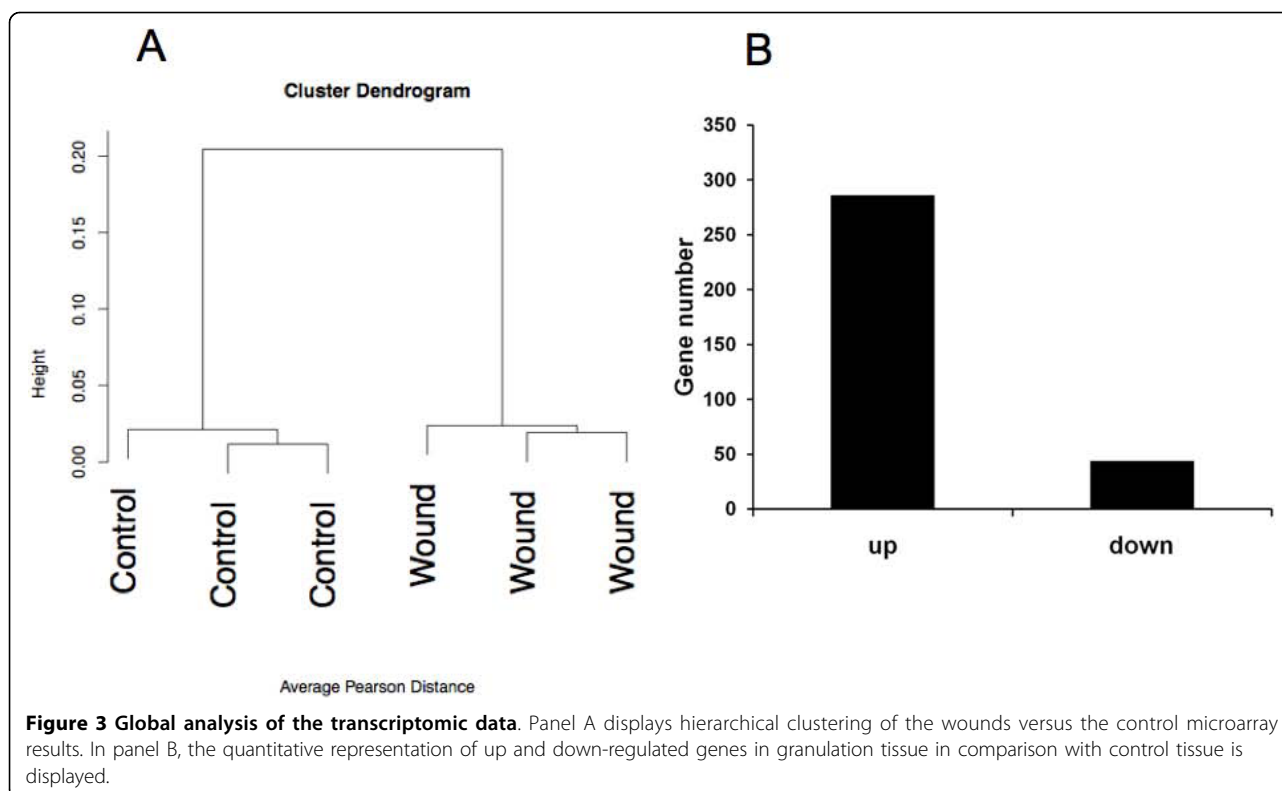 A
Cluster Dendrogram
Height
0.00
0.05
0.10
0.15
0.20
Control
Control
Control
Wound
Wound
Wound
Average Pearson Distance
B
Gene number
350
300
250
200
150
100
50
0
up
down
Figure 3 Global analysis of the transcriptomic data. Panel A displays hierarchical clustering of the wounds versus the control microarray
results. In panel B, the quantitative representation of up and down-regulated genes in granulation tissue in comparison with control tissue is
displayed.